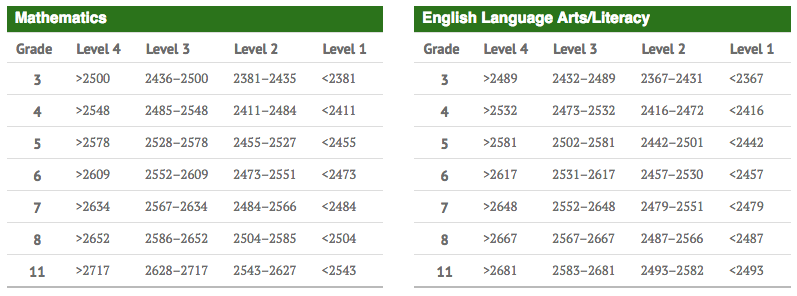 Mathematics
Grade Level 4 Level 3 Level 2 Level 1
3 >2500 2436–2500 2381–2435 <2381
4 >2548 2485–2548 2411–2484 <2411
5 >2578 2528–2578 2455–2527 <2455
6 >2609 2552–2609 2473–2551 <2473
7 >2634 2567–2634 2484–2566 <2484
8 >2652 2586–2652 2504–2585 <2504
11 >2717 2628–2717 2543–2627 <2543
English Language Arts/Literacy
Grade Level 4 Level 3 Level 2 Level 1
3 >2489 2432–2489 2367–2431 <2367
4 >2532 2473–2532 2416–2472 <2416
5 >2581 2502–2581 2442–2501 <2442
6 >2617 2531–2617 2457–2530 <2457
7 >2648 2552–2648 2479–2551 <2479
8 >2667 2567–2667 2487–2566 <2487
11 >2681 2583–2681 2493–2582 <2493